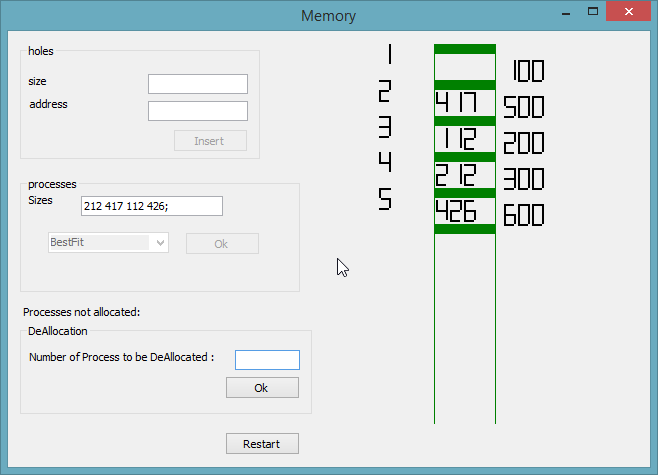 Memory
holes
size
address
Insert
processes
Sizes
212 417 112 426;
BestFit
Ok
Processes not allocated:
DeAllocation
Number of Process to be DeAllocated :
Ok
Restart
1
100
2
417
500
3
112
200
4
212
300
5
426
600